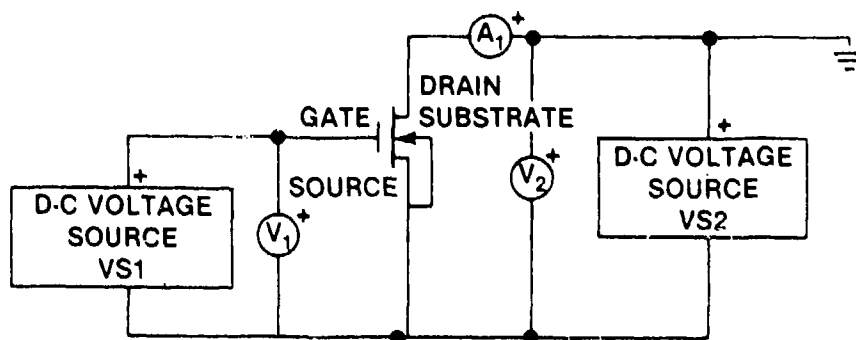 A1
+
DRAIN
GATE
SUBSTRATE
+
+
V2
+
+
D-C VOLTAGE
SOURCE
VS2
SOURCE
D-C VOLTAGE
SOURCE
VS1
V1
+